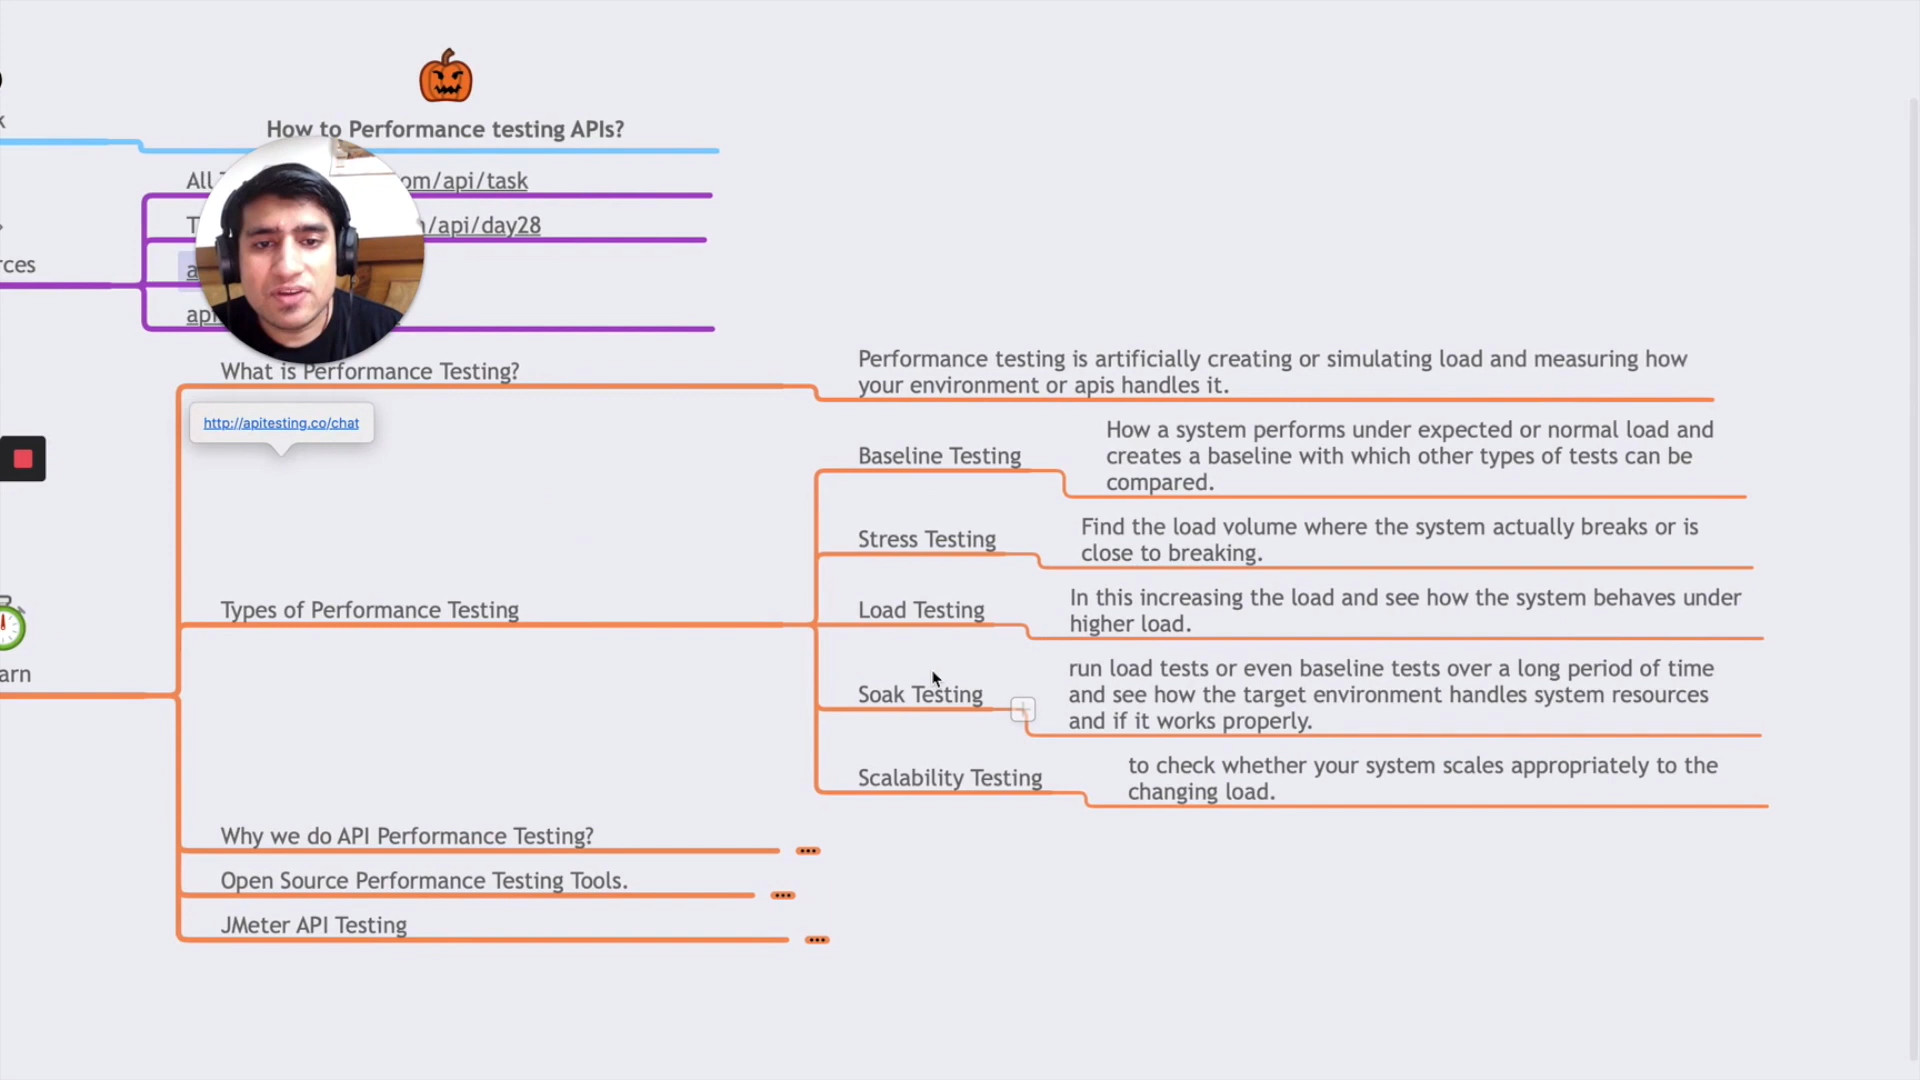 How to Performance testing APIs?
All
om/api/task
/api/day28
rces
What is Performance Testing?
Performance testing is artificially creating or simulating load and measuring how
your environment or apis handles it.
http://apitesting.co/chat
Baseline Testing
How a system performs under expected or normal load and
creates a baseline with which other types of tests can be
compared.
Stress Testing
Find the load volume where the system actually breaks or is
close to breaking.
Types of Performance Testing
Load Testing
In this increasing the load and see how the system behaves under
higher load.
arn
Soak Testing
run load tests or even baseline tests over a long period of time
and see how the target environment handles system resources
and if it works properly.
Scalability Testing
to check whether your system scales appropriately to the
changing load.
Why we do API Performance Testing?
Open Source Performance Testing Tools.
JMeter API Testing